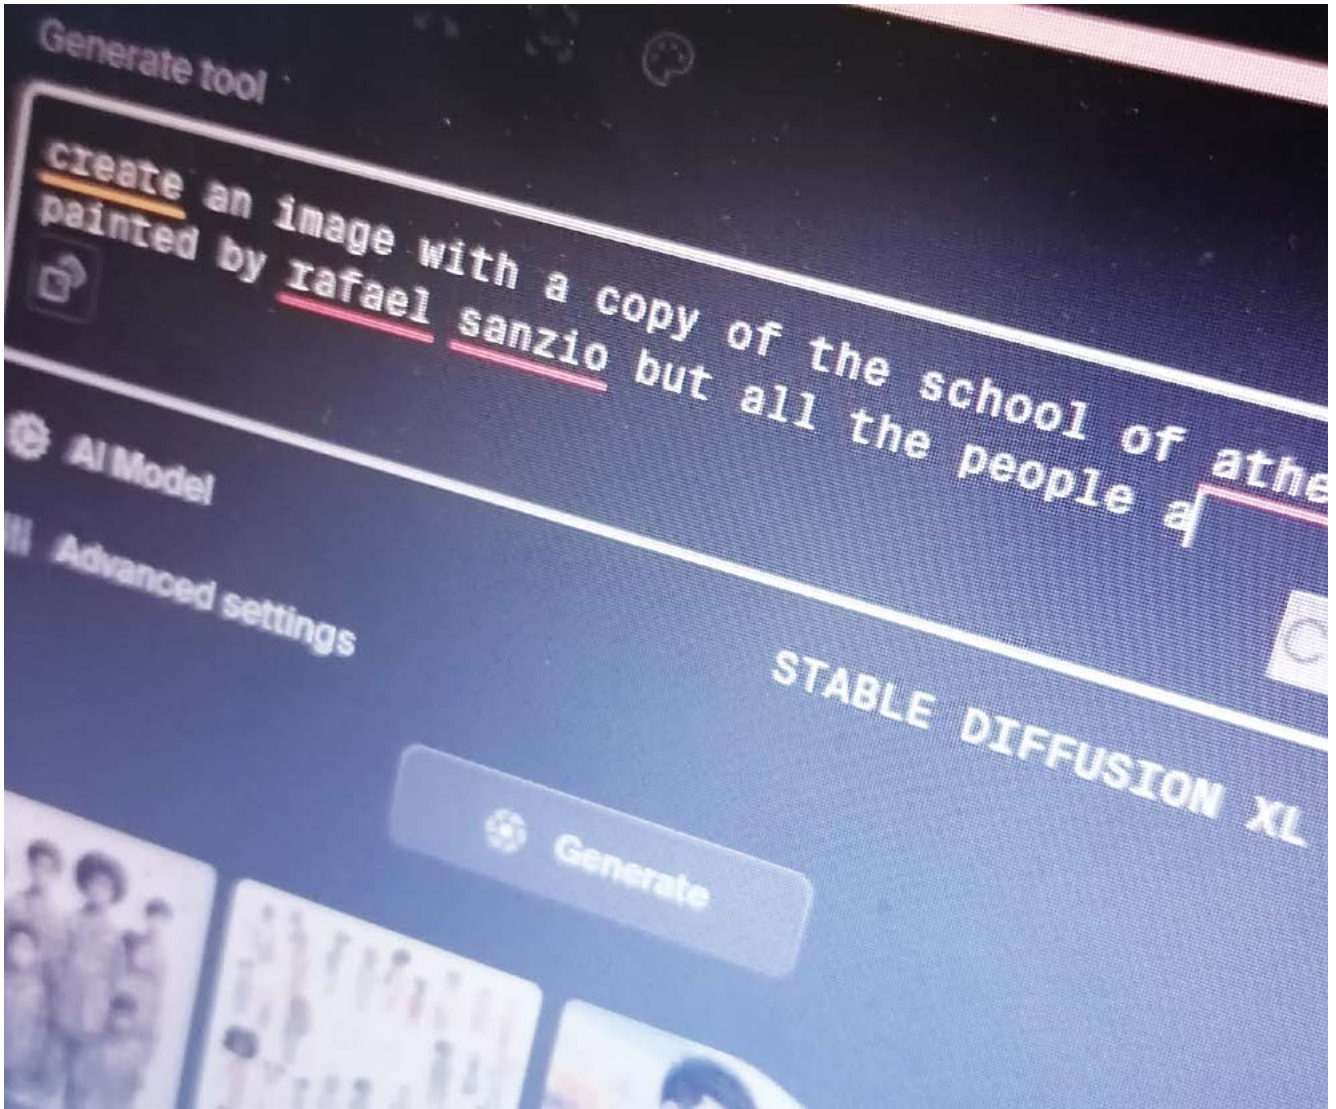 Generate tool
create an image with a copy of the school of athe
painted by rafael sanzio but all the people a
AI Model
Advanced settings
STABLE DIFFUSION XL
Generate